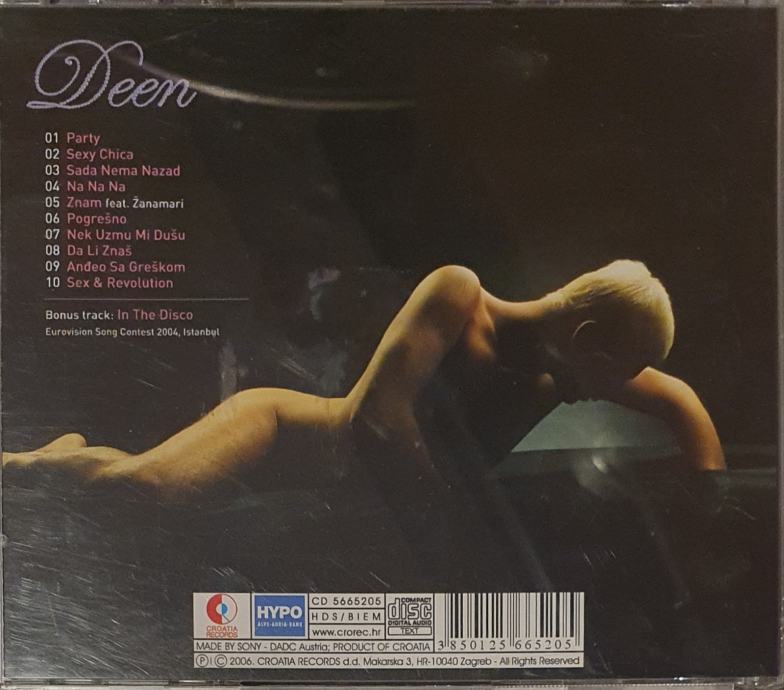 Deen
01 Party
02 Sexy Chica
03 Sada Nema Nazad
04 Na Na Na
05 Znam feat. Žanamari
06 Pogrešno
07 Nek Uzmu Mi Dušu
08 Da Li Znaš
09 Anđeo Sa Greškom
10 Sex & Revolution
Bonus track: In The Disco
Eurovision Song Contest 2004, Istanbul
CROATIA
RECORDS
HYPO
ALPE-ADRIA-BANK
CD 5665205
HDS/BIEM
www.crorec.hr
COMPACT
disc
DIGITAL AUDIO
TEXT
3 850125 665205
MADE BY SONY - DADC Austria; PRODUCT OF CROATIA
Ⓟ I © 2006. CROATIA RECORDS d.d. Makarska 3, HR-10040 Zagreb - All Rights Reserved